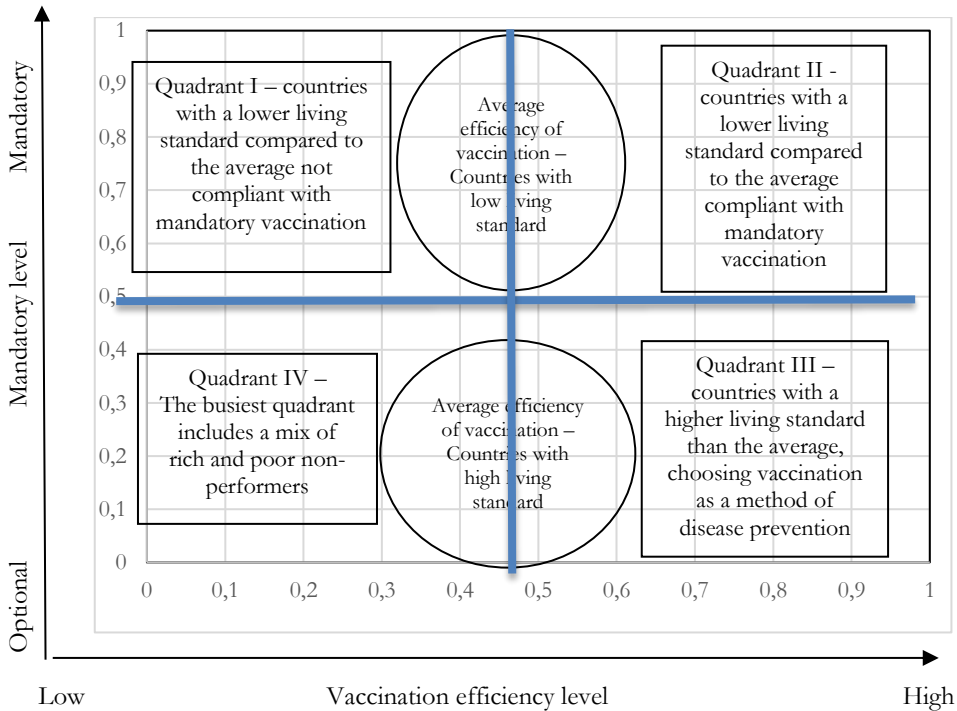 Mandatory
Mandatory level
Optional
1
0,9
0,8
0,7
0,6
0,5
0,4
0,3
0,2
0,1
0
Quadrant I – countries
with a lower living
standard compared to
the average not
compliant with
mandatory vaccination
Average
efficiency of
vaccination –
Countries with
low living
standard
Quadrant II -
countries with a
lower living
standard compared
to the average
compliant with
mandatory
vaccination
Quadrant IV –
The busiest quadrant
includes a mix of
rich and poor non-
performers
Average efficiency
of vaccination –
Countries with
high living
standard
Quadrant III –
countries with a
higher living standard
than the average,
choosing vaccination
as a method of
disease prevention
0 0,1 0,2 0,3 0,4 0,5 0,6 0,7 0,8 0,9 1
Low Vaccination efficiency level High